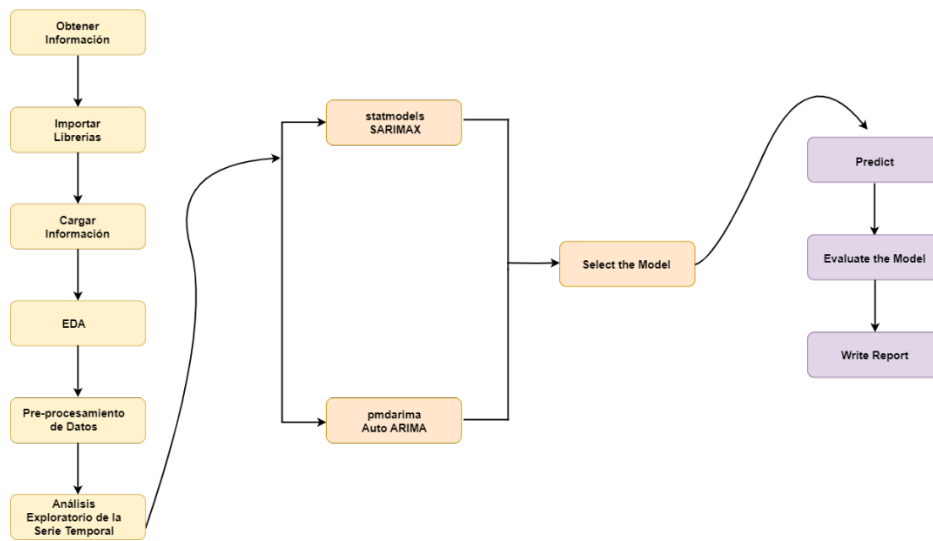 Obtener
Información
Importar
Librerias
Cargar
Información
EDA
Pre-procesamiento
de Datos
Análisis
Exploratorio de la
Serie Temporal
statmodels
SARIMAX
pmdarima
Auto ARIMA
Select the Model
Predict
Evaluate the Model
Write Report